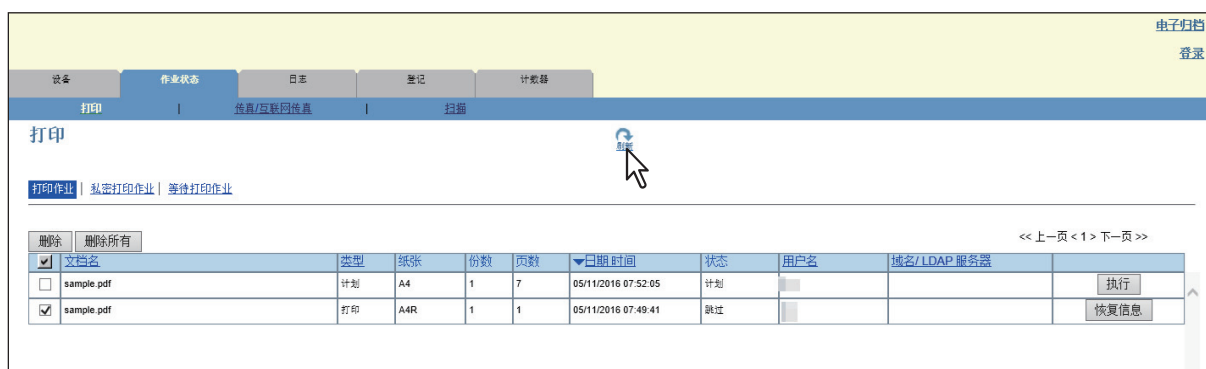 电子归档
登录
设备 作业状态 日志 登记 计数器
打印 | 传真/互联网传真 | 扫描
打印
刷新
打印作业 | 私密打印作业 | 等待打印作业
删除 删除所有 << 上一页 < 1 > 下一页 >>
文档名 类型 纸张 份数 页数 日期 时间 状态 用户名 域名/ LDAP 服务器
sample.pdf 计划 A4 1 7 05/11/2016 07:52:05 计划 执行
sample.pdf 打印 A4R 1 1 05/11/2016 07:49:41 跳过 恢复信息